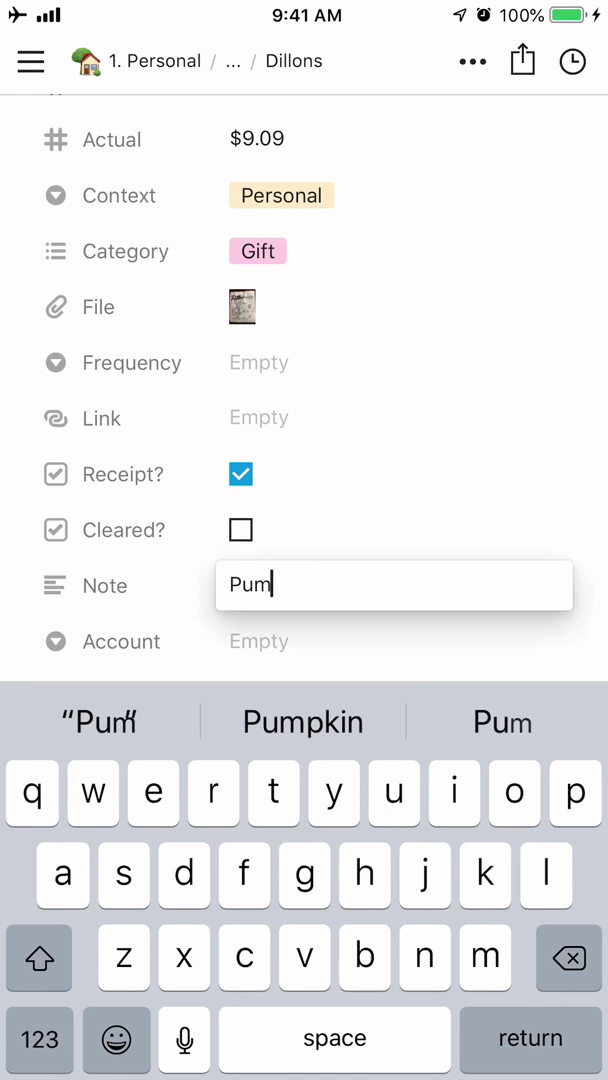 9:41 AM
100%
1. Personal / ... / Dillons
Actual $9.09
Context Personal
Category Gift
File
Frequency Empty
Link Empty
Receipt?
Cleared?
Note Pum
Account Empty
“Pum“ Pumpkin Pum
q w e r t y u i o p
a s d f g h j k l
z x c v b n m
123 space return